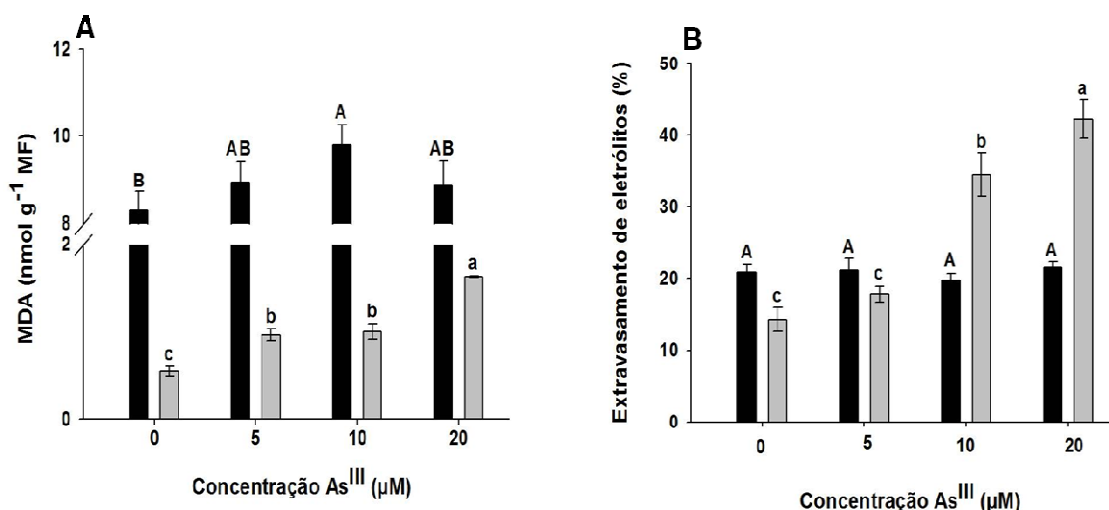 A
MDA (nmol g⁻¹ MF)
12
10
8
2
0
B
AB
A
AB
c
b
b
a
0 5 10 20
Concentração Asᴵᴵᴵ (µM)
B
Extravasamento de eletrólitos (%)
50
40
30
20
10
0
A
A
A
A
c
c
b
a
0 5 10 20
Concentração Asᴵᴵᴵ (µM)